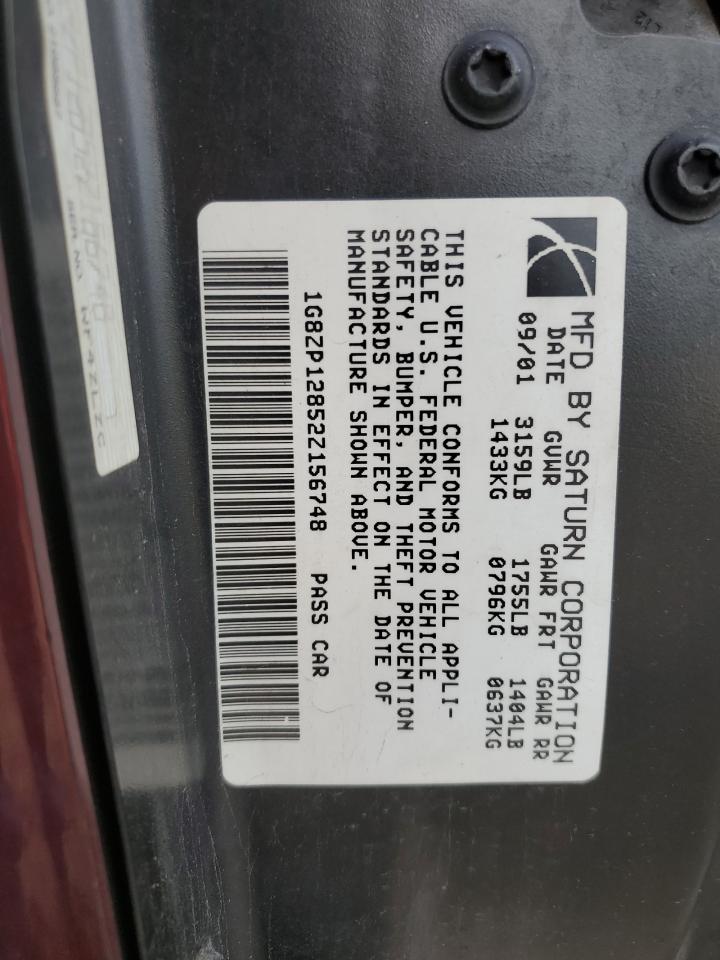 MFD BY SATURN CORPORATION
DATE GVWR GAWR FRT GAWR RR
09/01 3159LB 1755LB 1404LB
1433KG 0796KG 0637KG
THIS VEHICLE CONFORMS TO ALL APPLI-
CABLE U.S. FEDERAL MOTOR VEHICLE
SAFETY, BUMPER, AND THEFT PREVENTION
STANDARDS IN EFFECT ON THE DATE OF
MANUFACTURE SHOWN ABOVE.
1G8ZP12852Z156748 PASS CAR
SER NO.